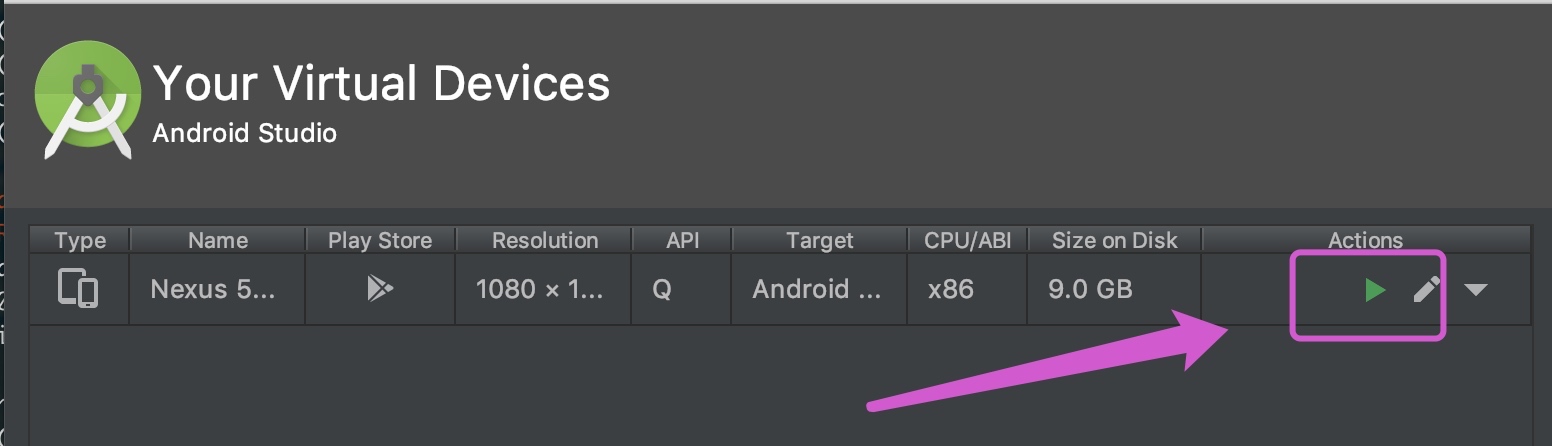 Your Virtual Devices
Android Studio
Type Name Play Store Resolution API Target CPU/ABI Size on Disk Actions
Nexus 5... 1080 × 1... Q Android ... x86 9.0 GB